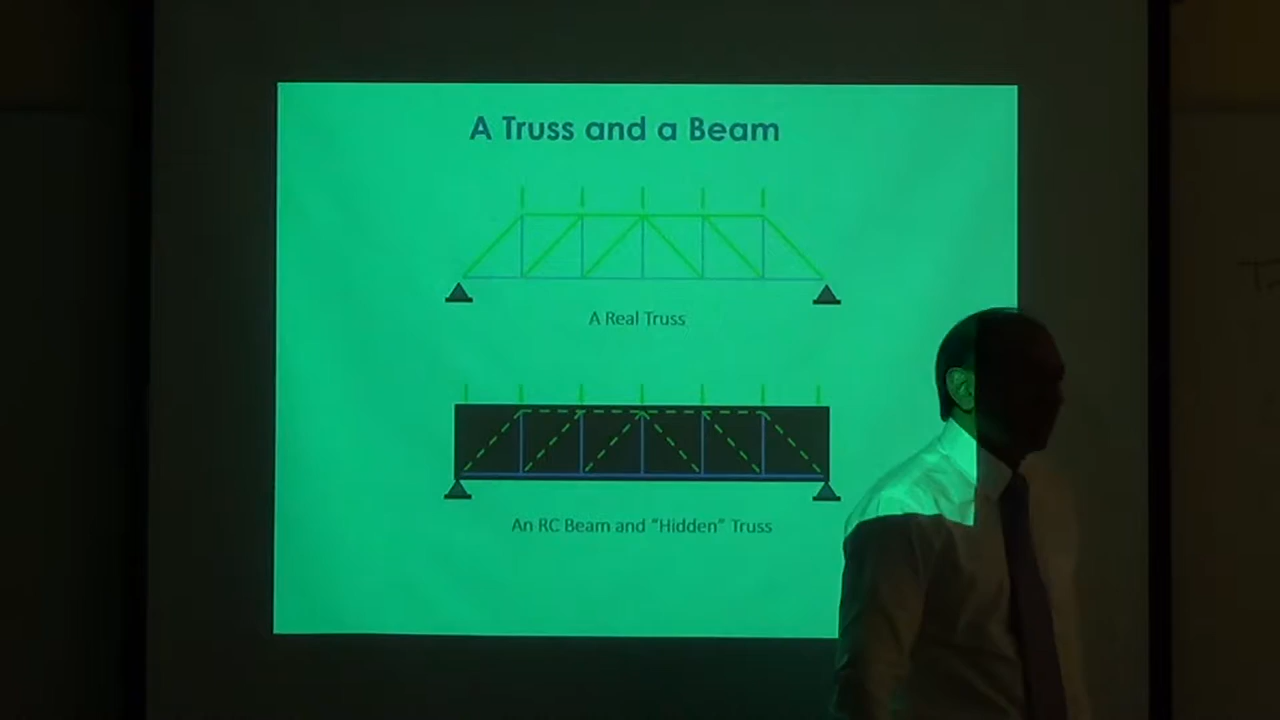 A Truss and a Beam
A Real Truss
An RC Beam and "Hidden" Truss